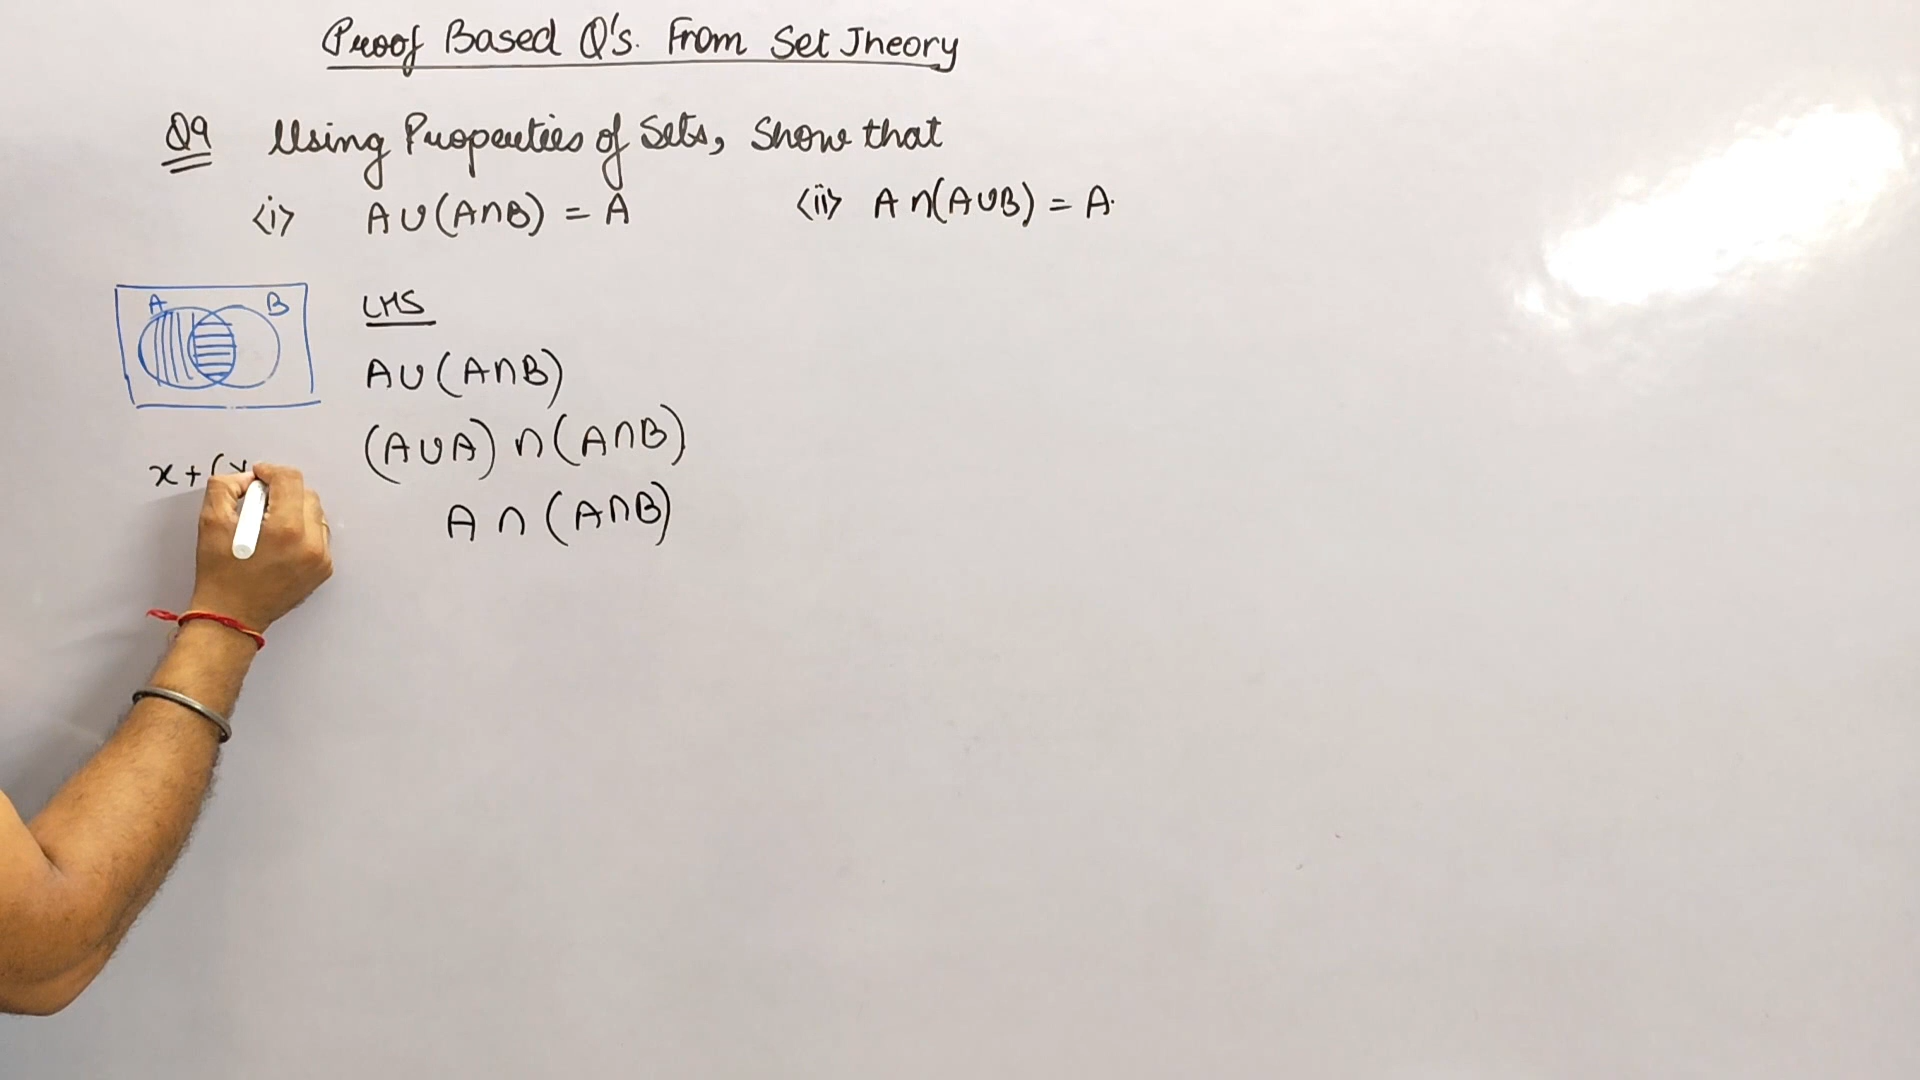 Proof Based Q's. From Set Theory
Q9 Using Properties of Sets, Show that
<i> A∪(A∩B) = A <ii> A∩(A∪B) = A.
A B
LHS
A∪(A∩B)
(A∪A)∩(A∩B)
x+(
A∩(A∩B)